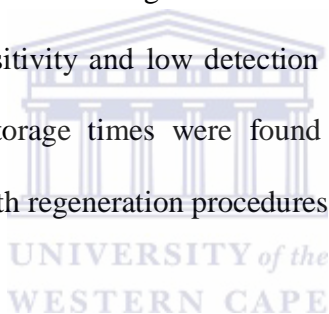 sitivity and low detection
torage times were found
th regeneration procedures
UNIVERSITY of the
WESTERN CAPE